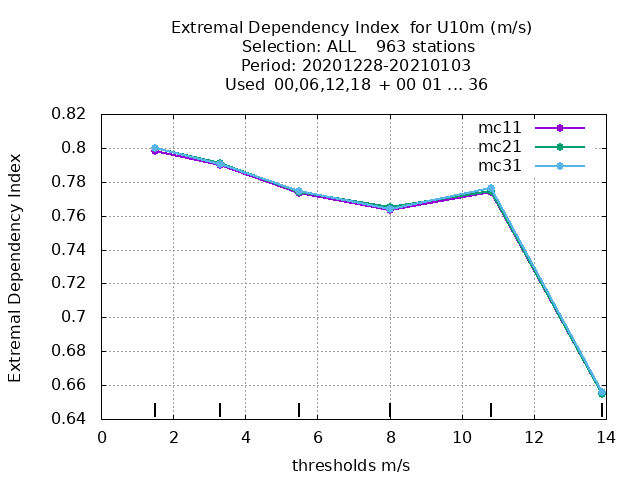 Extremal Dependency Index  for U10m (m/s)
Selection: ALL    963 stations
Period: 20201228-20210103
Used  00,06,12,18  + 00 01 ... 36
mc11
mc21
mc31
0.82
0.8
0.78
0.76
0.74
0.72
0.7
0.68
0.66
0.64
Extremal Dependency Index
0 2 4 6 8 10 12 14
thresholds m/s